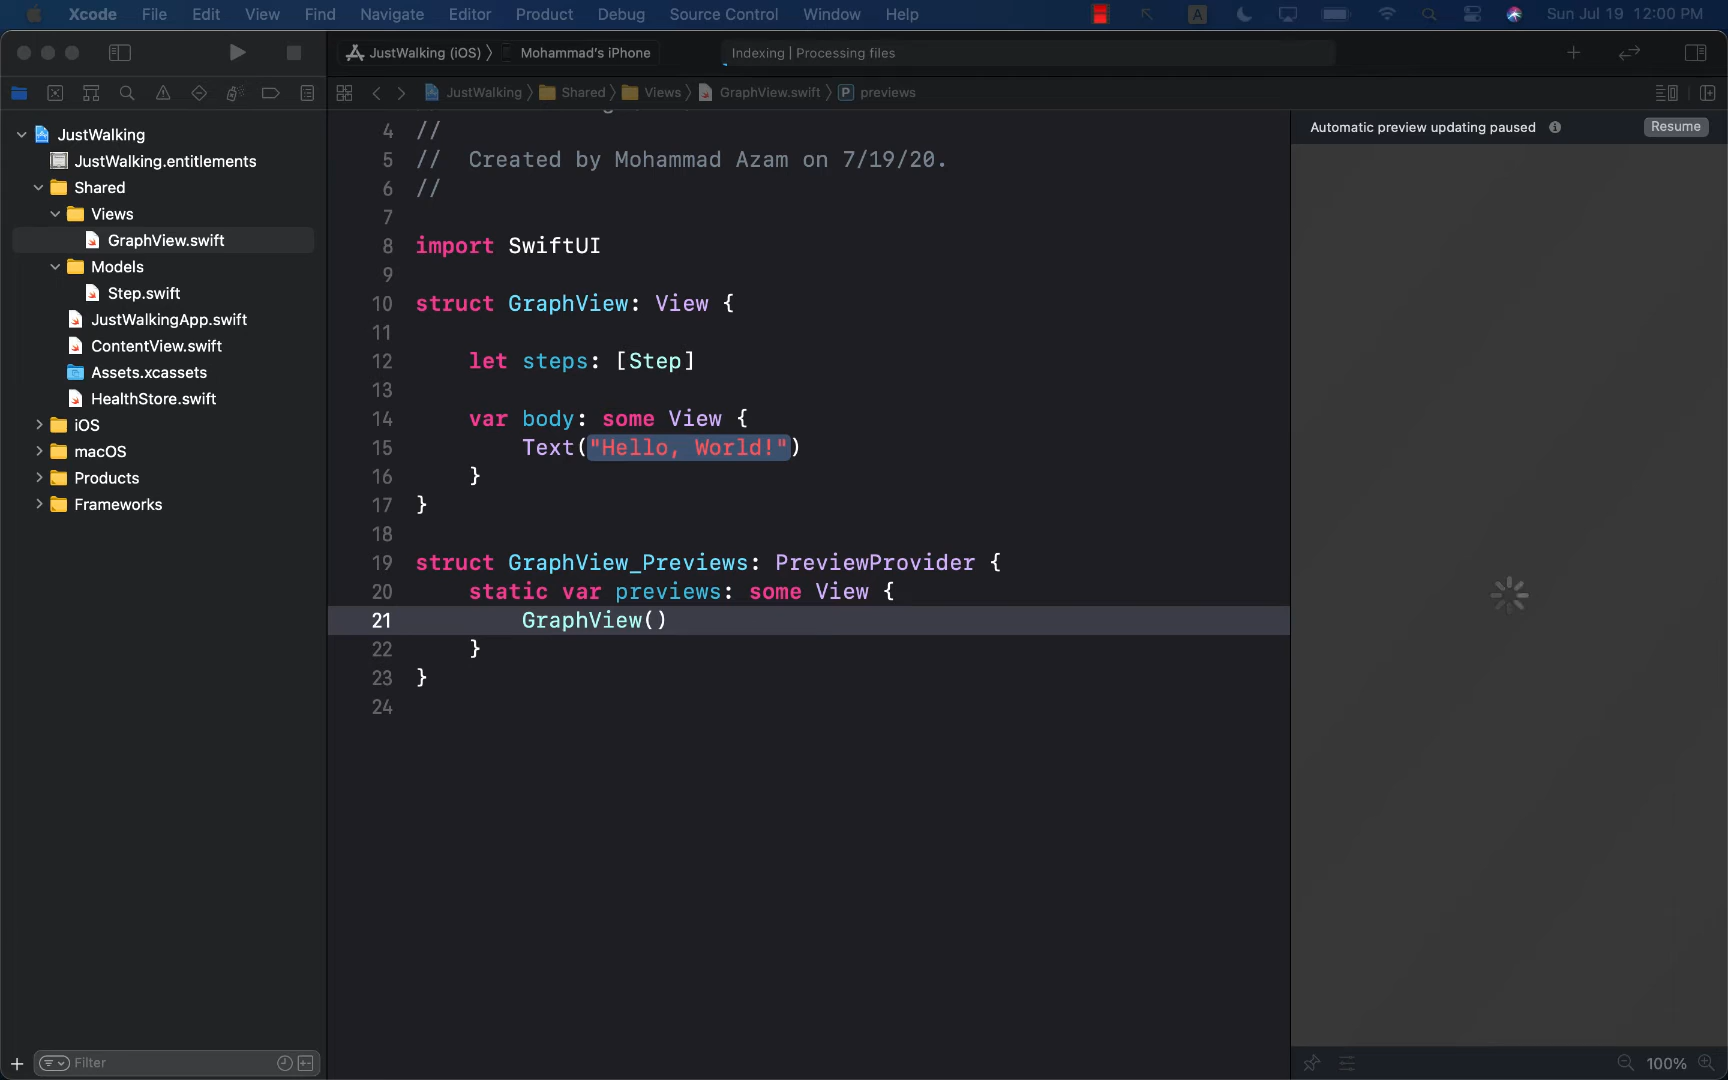 Xcode File Edit View Find Navigate Editor Product Debug Source Control Window Help A Sun Jul 19 12:00 PM
JustWalking (iOS) 〉 Mohammad's iPhone Indexing | Processing files
JustWalking 〉 Shared 〉 Views 〉 GraphView.swift 〉 P previews
Automatic preview updating paused Resume
JustWalking
JustWalking.entitlements
Shared
Views
GraphView.swift
Models
Step.swift
JustWalkingApp.swift
ContentView.swift
Assets.xcassets
HealthStore.swift
iOS
macOS
Products
Frameworks
4 //
5 //  Created by Mohammad Azam on 7/19/20.
6 //
7
8 import SwiftUI
9
10 struct GraphView: View {
11
12     let steps: [Step]
13
14     var body: some View {
15         Text("Hello, World!")
16     }
17 }
18
19 struct GraphView_Previews: PreviewProvider {
20     static var previews: some View {
21         GraphView()
22     }
23 }
24
Filter
100%